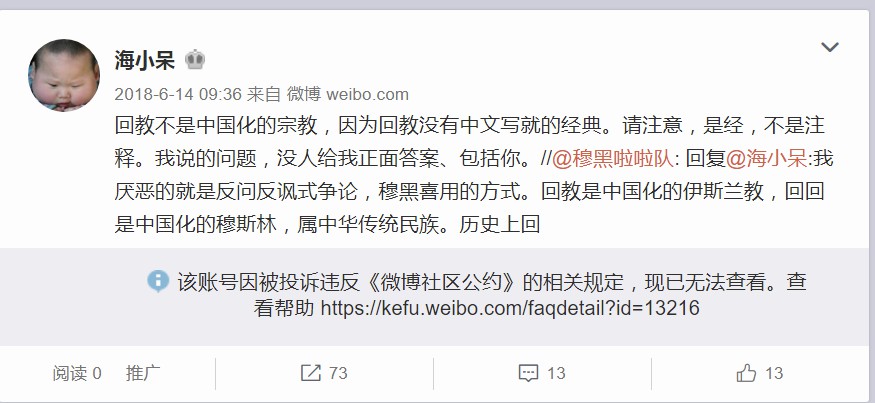 海小呆
2018-6-14 09:36 来自 微博 weibo.com
回教不是中国化的宗教，因为回教没有中文写就的经典。请注意，是经，不是注
释。我说的问题，没人给我正面答案、包括你。//@穆黑啦啦队: 回复@海小呆:我
厌恶的就是反问反讽式争论，穆黑喜用的方式。回教是中国化的伊斯兰教，回回
是中国化的穆斯林，属中华传统民族。历史上回
该账号因被投诉违反《微博社区公约》的相关规定，现已无法查看。查
看帮助 https://kefu.weibo.com/faqdetail?id=13216
阅读 0 推广 73 13 13